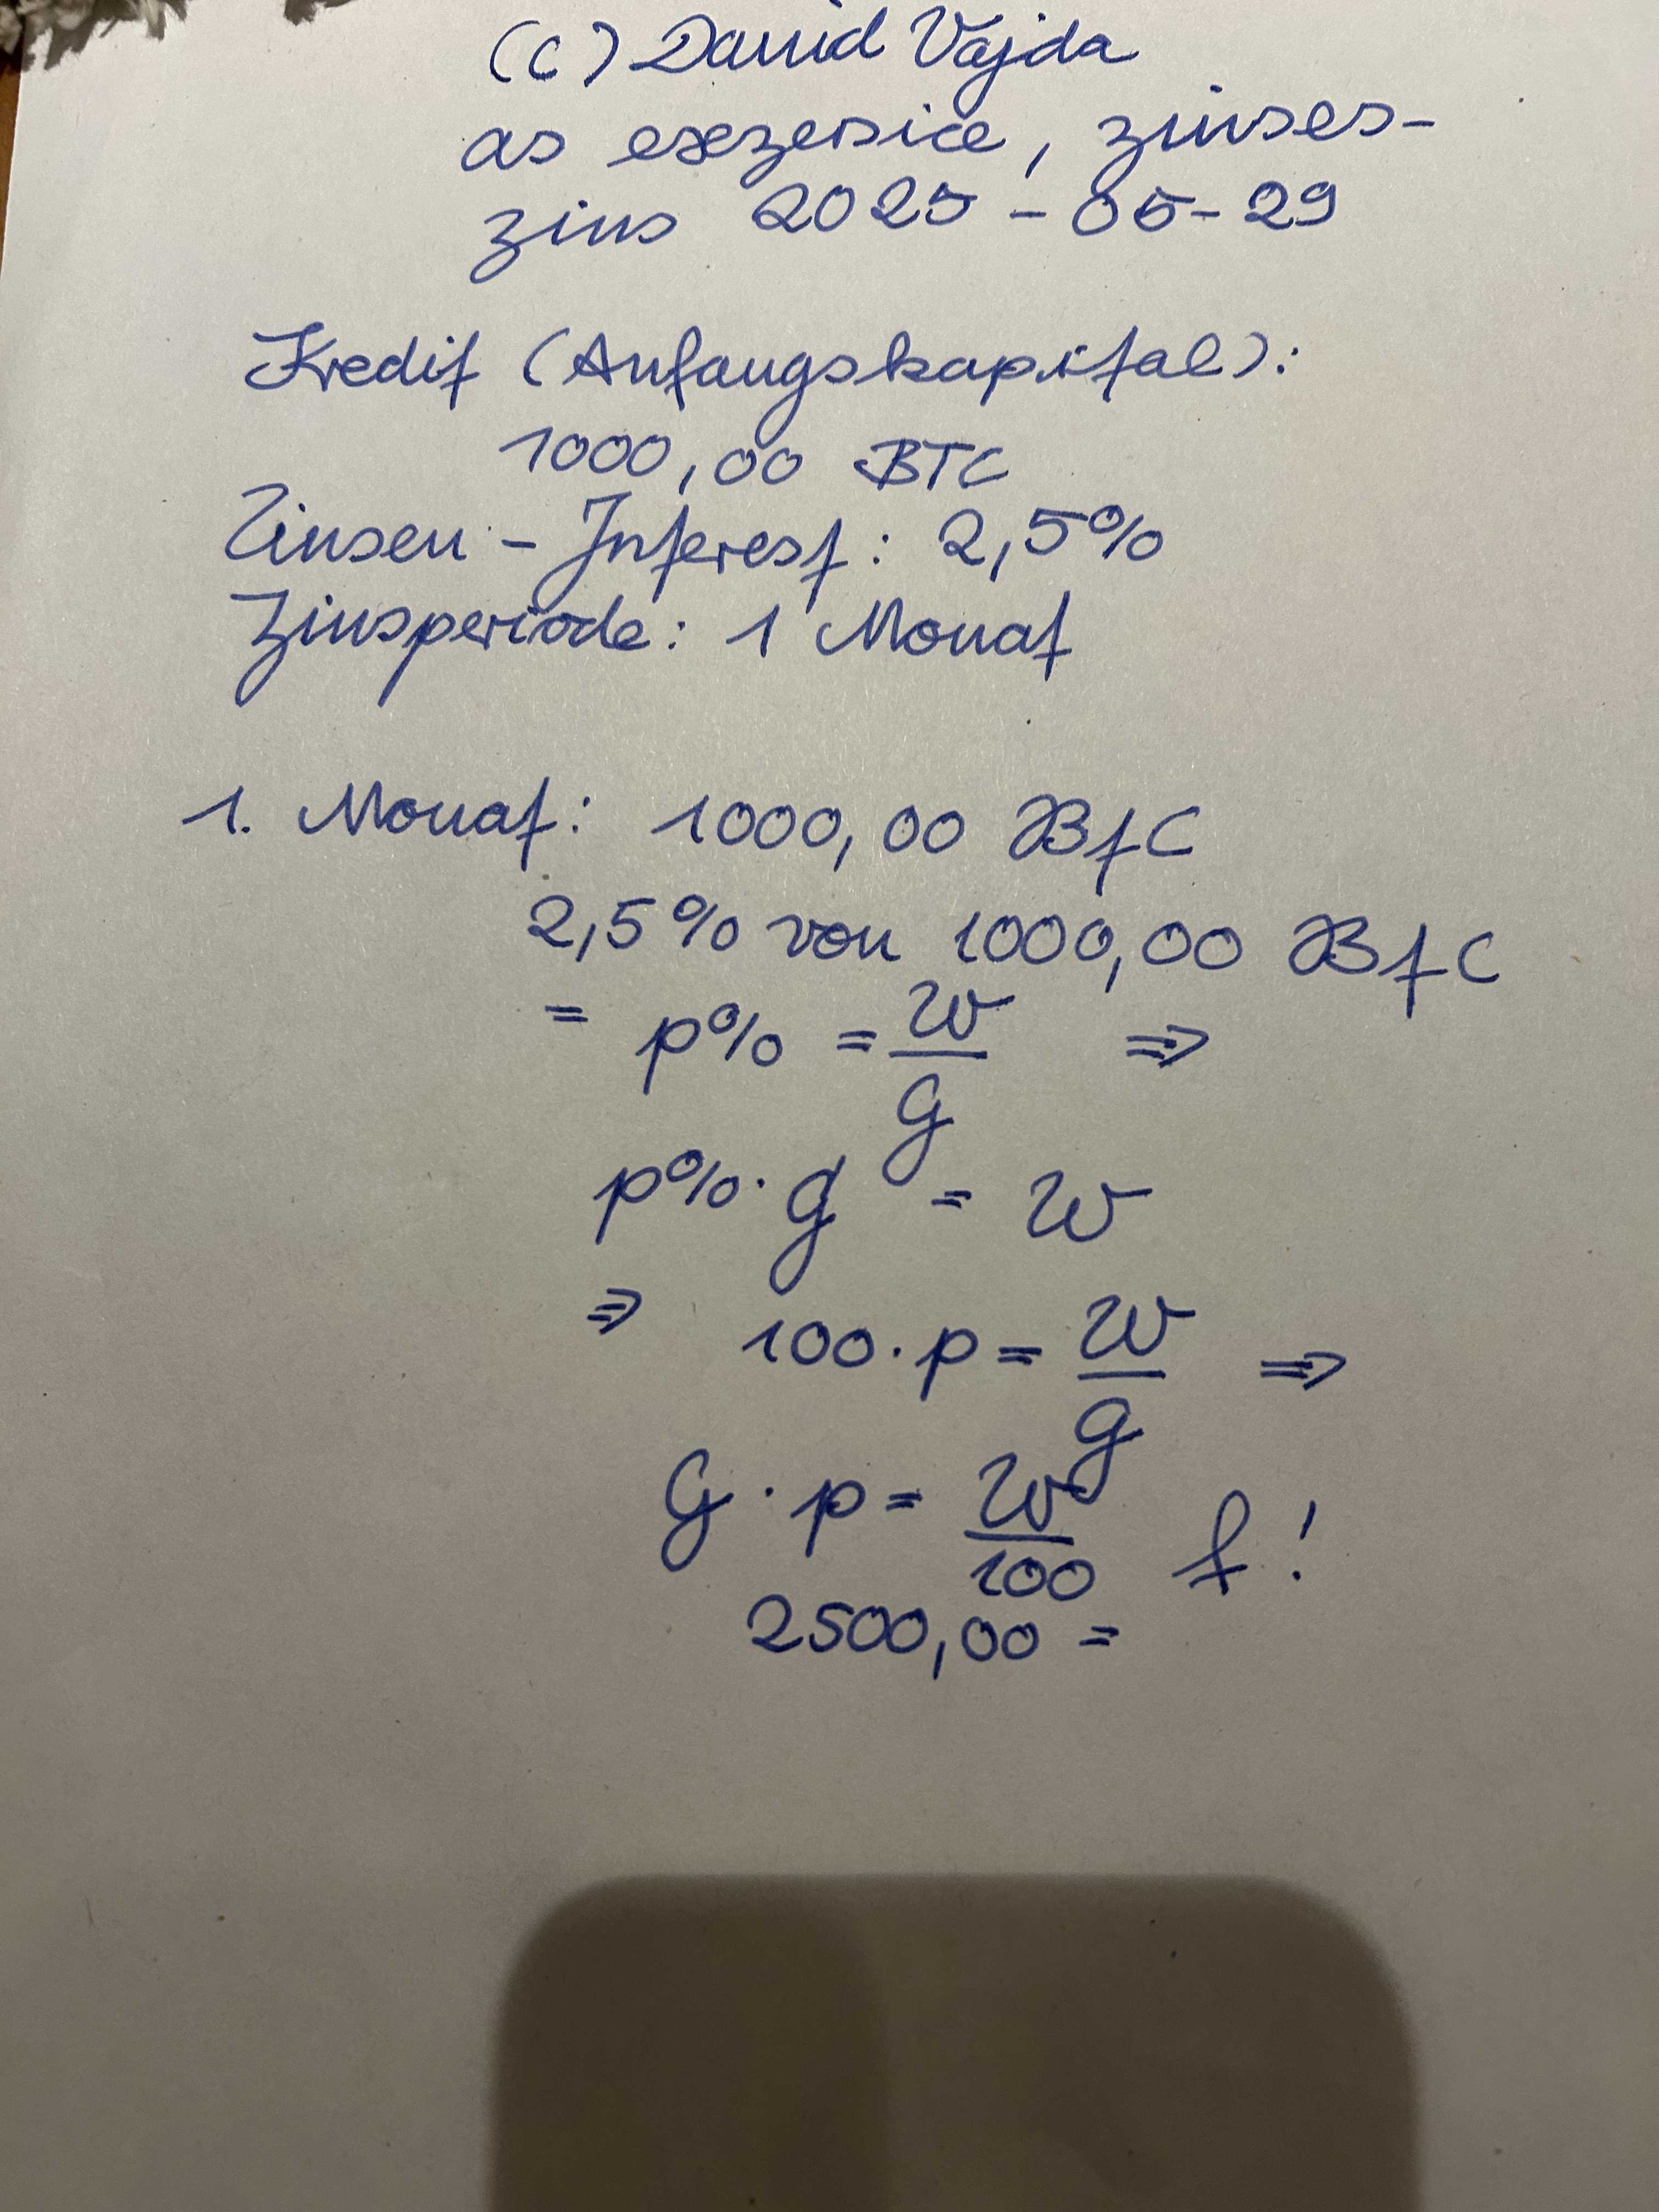 (c) David Vajda
as exezersice, zinses-
zins 2025-05-29
Kredit (Anfangskapital):
1000,00 BTC
Zinsen - Interest: 2,5%
Zinsperiode: 1 Monat
1. Monat: 1000,00 BtC
2,5% von 1000,00 BtC
= p% = W/G ⇒
p% · G = W
⇒ 100 · p = W/G ⇒
G · p = W/100 f!
2500,00 =